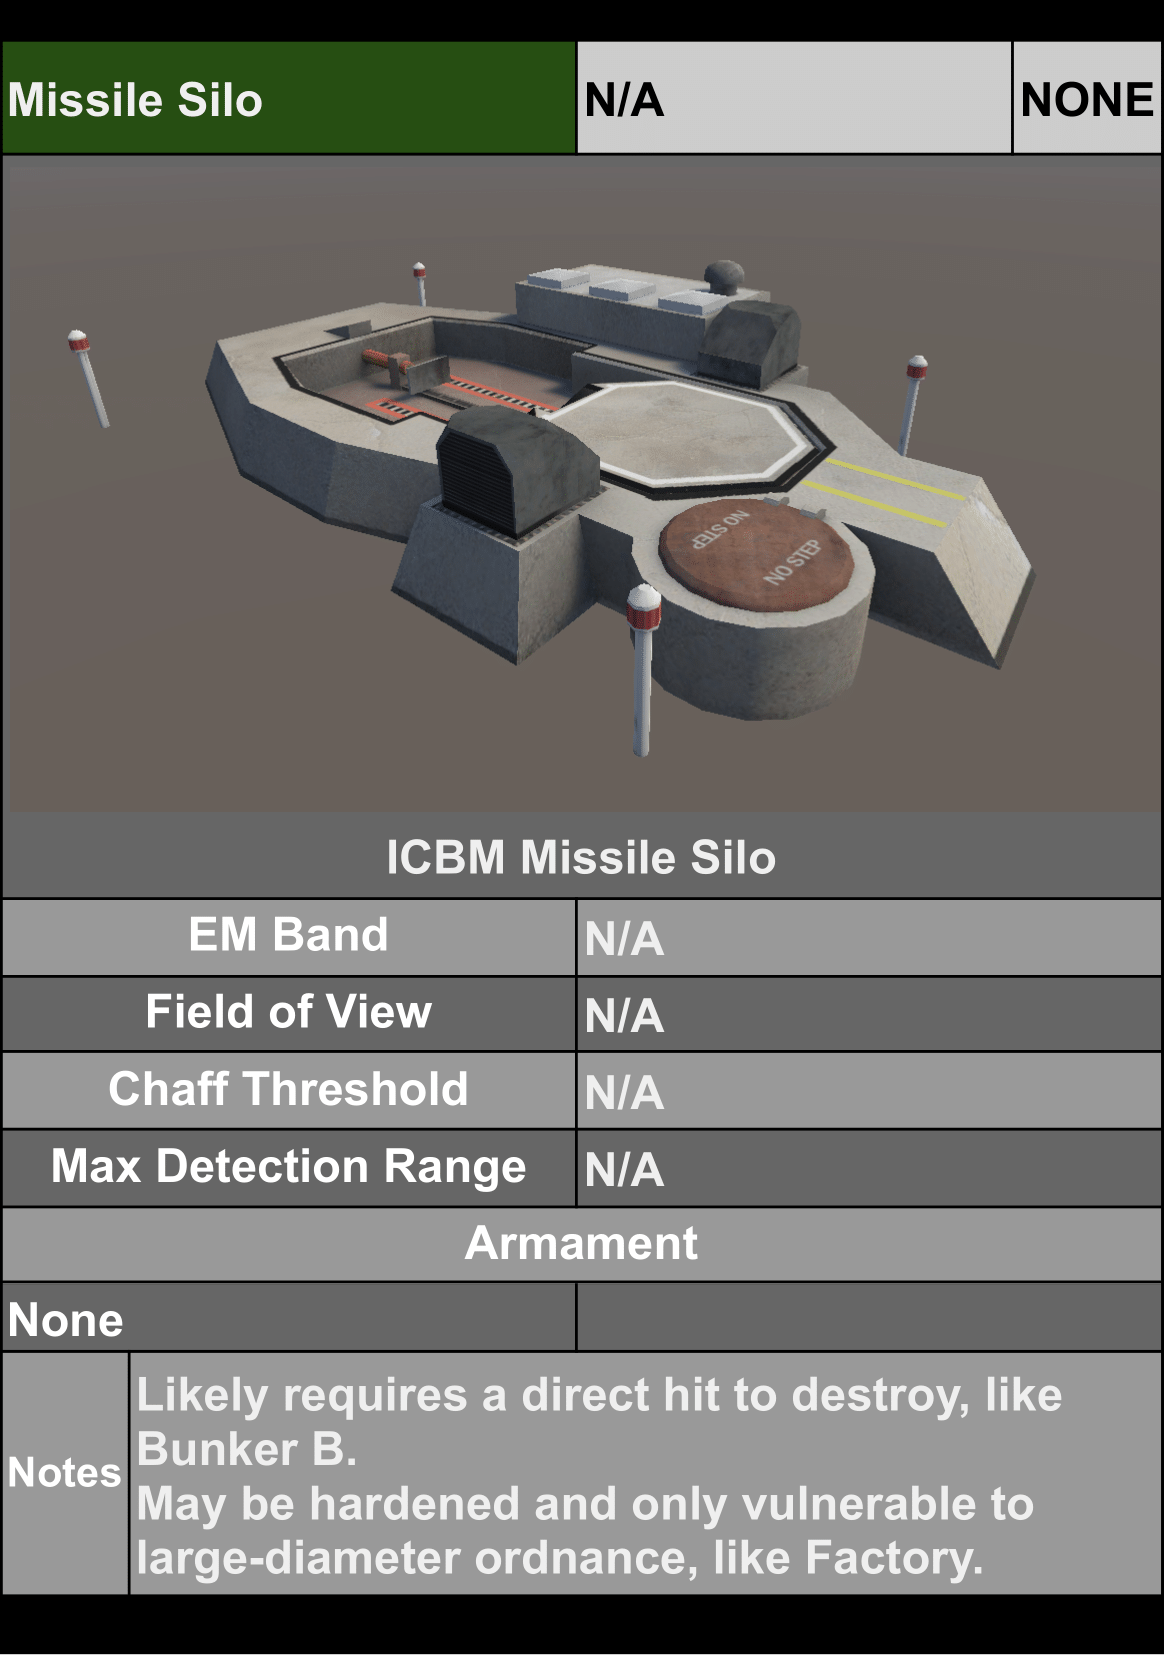 Missile Silo N/A NONE
NO STEP
NO STEP
ICBM Missile Silo
EM Band N/A
Field of View N/A
Chaff Threshold N/A
Max Detection Range N/A
Armament
None
Notes
Likely requires a direct hit to destroy, like
Bunker B.
May be hardened and only vulnerable to
large-diameter ordnance, like Factory.